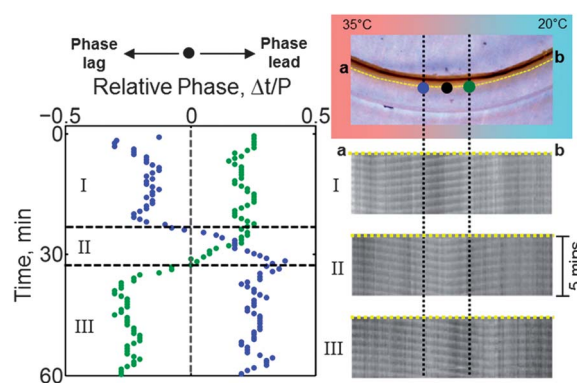 Phase lag
Phase lead
Relative Phase, Δt/P
−0.5 0 0.5
Time, min
0
30
60
I
II
III
35°C
20°C
a
b
a
b
I
II
III
5 mins